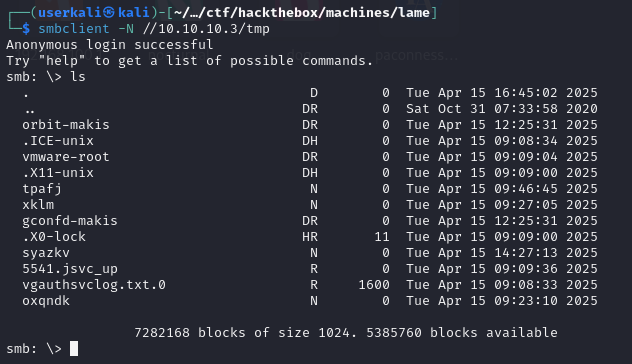 ┌──(userkali㉿kali)-[~/…/ctf/hackthebox/machines/lame]
└─$ smbclient -N //10.10.10.3/tmp
Anonymous login successful
Try "help" to get a list of possible commands.
smb: \> ls
  .                                   D        0  Tue Apr 15 16:45:02 2025
  ..                                 DR        0  Sat Oct 31 07:33:58 2020
  orbit-makis                        DR        0  Tue Apr 15 12:25:31 2025
  .ICE-unix                          DH        0  Tue Apr 15 09:08:34 2025
  vmware-root                        DR        0  Tue Apr 15 09:09:04 2025
  .X11-unix                          DH        0  Tue Apr 15 09:09:00 2025
  tpafj                               N        0  Tue Apr 15 09:46:45 2025
  xklm                                N        0  Tue Apr 15 09:27:05 2025
  gconfd-makis                       DR        0  Tue Apr 15 12:25:31 2025
  .X0-lock                           HR       11  Tue Apr 15 09:09:00 2025
  syazkv                              N        0  Tue Apr 15 14:27:13 2025
  5541.jsvc_up                        R        0  Tue Apr 15 09:09:36 2025
  vgauthsvclog.txt.0                  R     1600  Tue Apr 15 09:08:33 2025
  oxqndk                              N        0  Tue Apr 15 09:23:10 2025
                7282168 blocks of size 1024. 5385760 blocks available
smb: \>